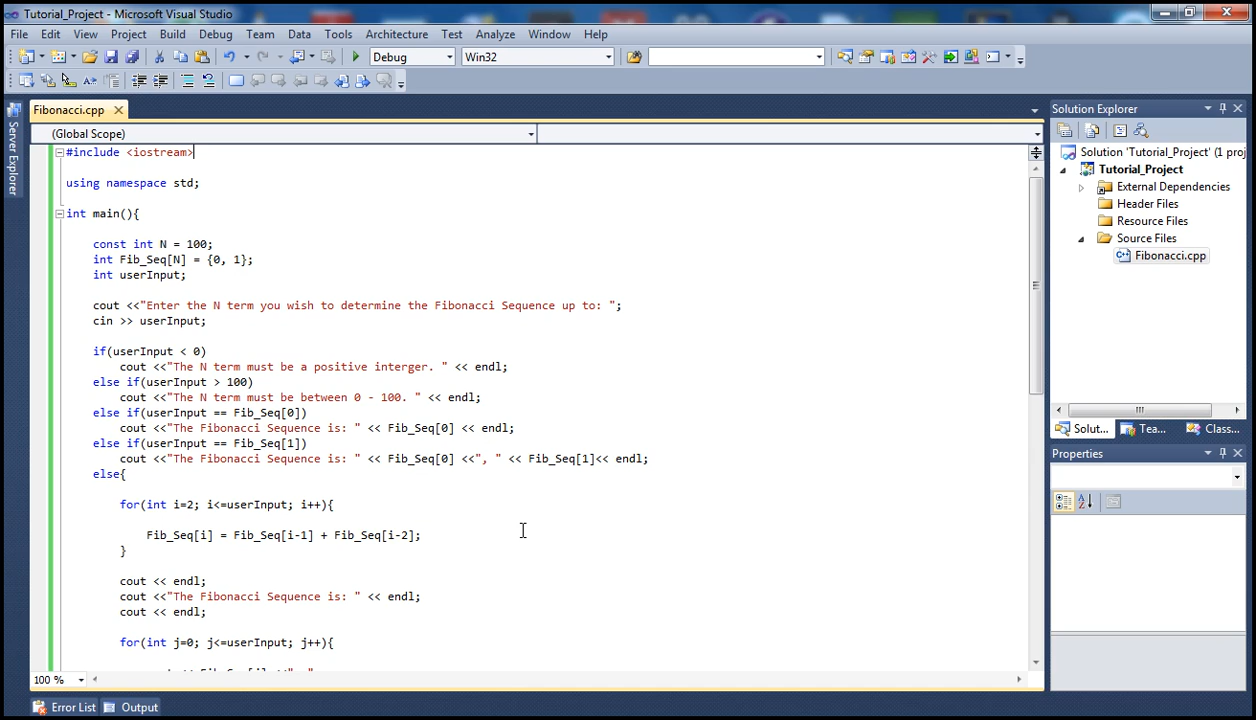 Tutorial_Project - Microsoft Visual Studio
File Edit View Project Build Debug Team Data Tools Architecture Test Analyze Window Help
Debug Win32
Server Explorer
Fibonacci.cpp
(Global Scope)
#include <iostream>
using namespace std;
int main(){
const int N = 100;
int Fib_Seq[N] = {0, 1};
int userInput;
cout <<"Enter the N term you wish to determine the Fibonacci Sequence up to: ";
cin >> userInput;
if(userInput < 0)
cout <<"The N term must be a positive interger. " << endl;
else if(userInput > 100)
cout <<"The N term must be between 0 - 100. " << endl;
else if(userInput == Fib_Seq[0])
cout <<"The Fibonacci Sequence is: " << Fib_Seq[0] << endl;
else if(userInput == Fib_Seq[1])
cout <<"The Fibonacci Sequence is: " << Fib_Seq[0] <<", " << Fib_Seq[1]<< endl;
else{
for(int i=2; i<=userInput; i++){
Fib_Seq[i] = Fib_Seq[i-1] + Fib_Seq[i-2];
}
cout << endl;
cout <<"The Fibonacci Sequence is: " << endl;
cout << endl;
for(int j=0; j<=userInput; j++){
100 %
Solution Explorer
Solution 'Tutorial_Project' (1 proj
Tutorial_Project
External Dependencies
Header Files
Resource Files
Source Files
Fibonacci.cpp
Solut... Tea... Class...
Properties
Error List Output